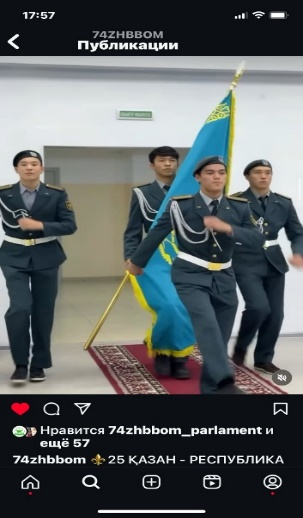 17:57
74ZHBBOM
Публикации
Нравится 74zhbbom_parlament и
ещё 57
74zhbbom ⚜️25 ҚАЗАН - РЕСПУБЛИКА